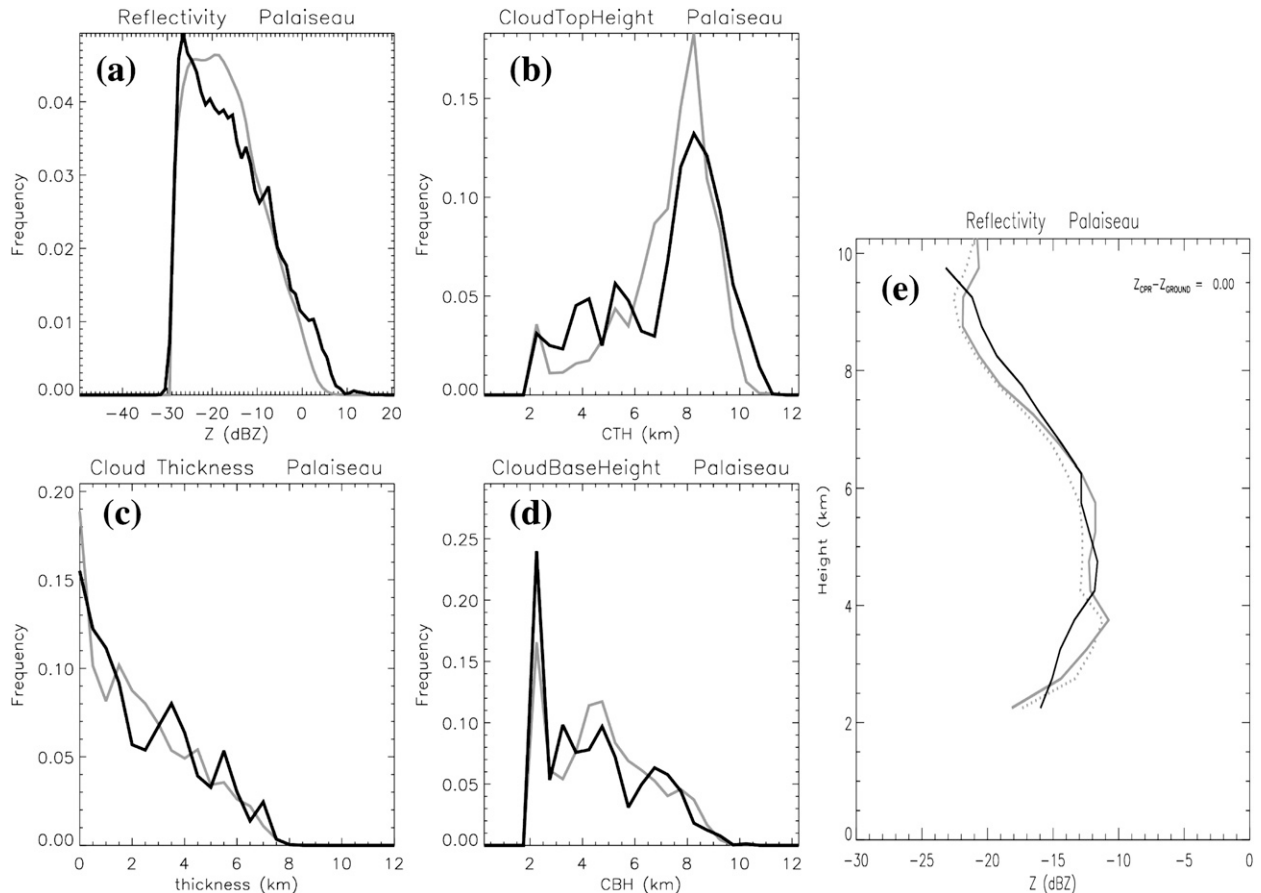 Reflectivity Palaiseau
(a)
Frequency
0.04
0.03
0.02
0.01
0.00
-40 -30 -20 -10 0 10 20
Z (dBZ)
CloudTopHeight Palaiseau
(b)
Frequency
0.15
0.10
0.05
0.00
2 4 6 8 10 12
CTH (km)
Cloud Thickness Palaiseau
(c)
Frequency
0.20
0.15
0.10
0.05
0.00
0 2 4 6 8 10 12
thickness (km)
CloudBaseHeight Palaiseau
(d)
Frequency
0.25
0.20
0.15
0.10
0.05
0.00
2 4 6 8 10 12
CBH (km)
Reflectivity Palaiseau
(e)
Z_CPR-Z_GROUND = 0.00
Height (km)
10
8
6
4
2
0
-30 -25 -20 -15 -10 -5 0
Z (dBZ)